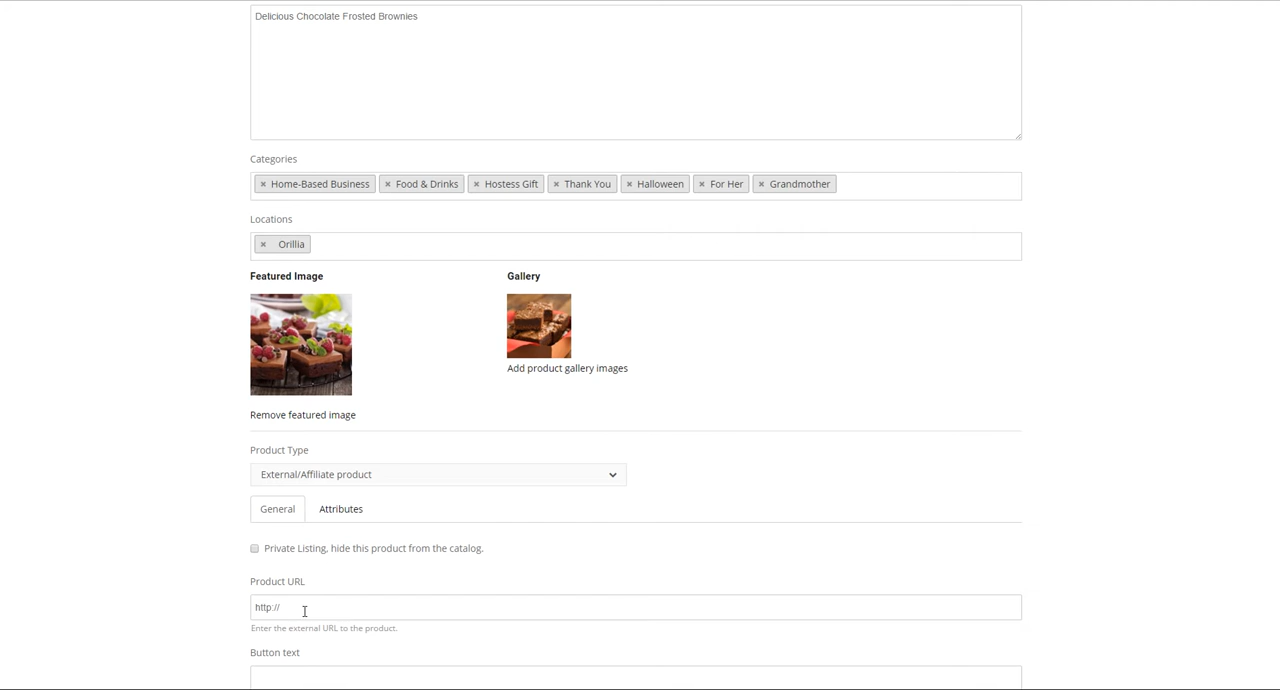 Delicious Chocolate Frosted Brownies
Categories
× Home-Based Business × Food & Drinks × Hostess Gift × Thank You × Halloween × For Her × Grandmother
Locations
× Orillia
Featured Image Gallery
Add product gallery images
Remove featured image
Product Type
External/Affiliate product
General Attributes
Private Listing, hide this product from the catalog.
Product URL
http://
Enter the external URL to the product.
Button text